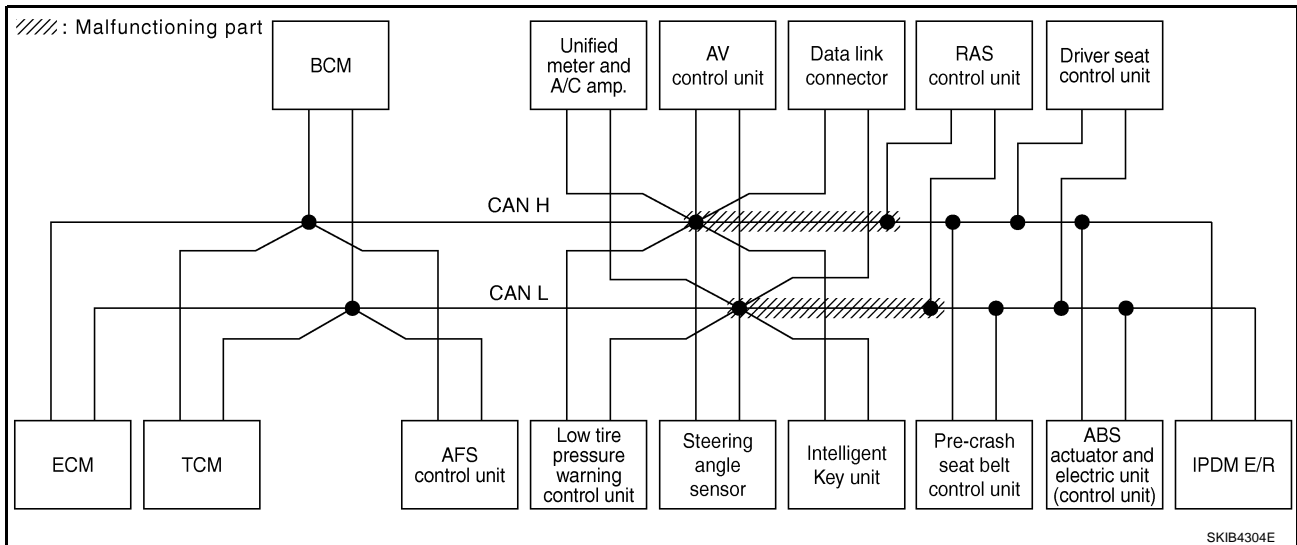 : Malfunctioning part
BCM
Unified
meter and
A/C amp.
AV
control unit
Data link
connector
RAS
control unit
Driver seat
control unit
CAN H
CAN L
ECM
TCM
AFS
control unit
Low tire
pressure
warning
control unit
Steering
angle
sensor
Intelligent
Key unit
Pre-crash
seat belt
control unit
ABS
actuator and
electric unit
(control unit)
IPDM E/R
SKIB4304E